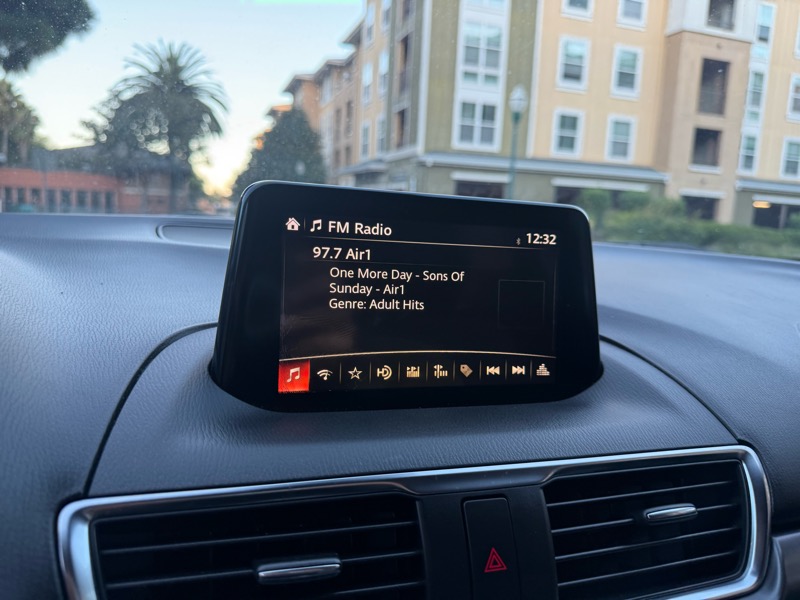 FM Radio
12:32
97.7 Air1
One More Day - Sons Of
Sunday - Air1
Genre: Adult Hits